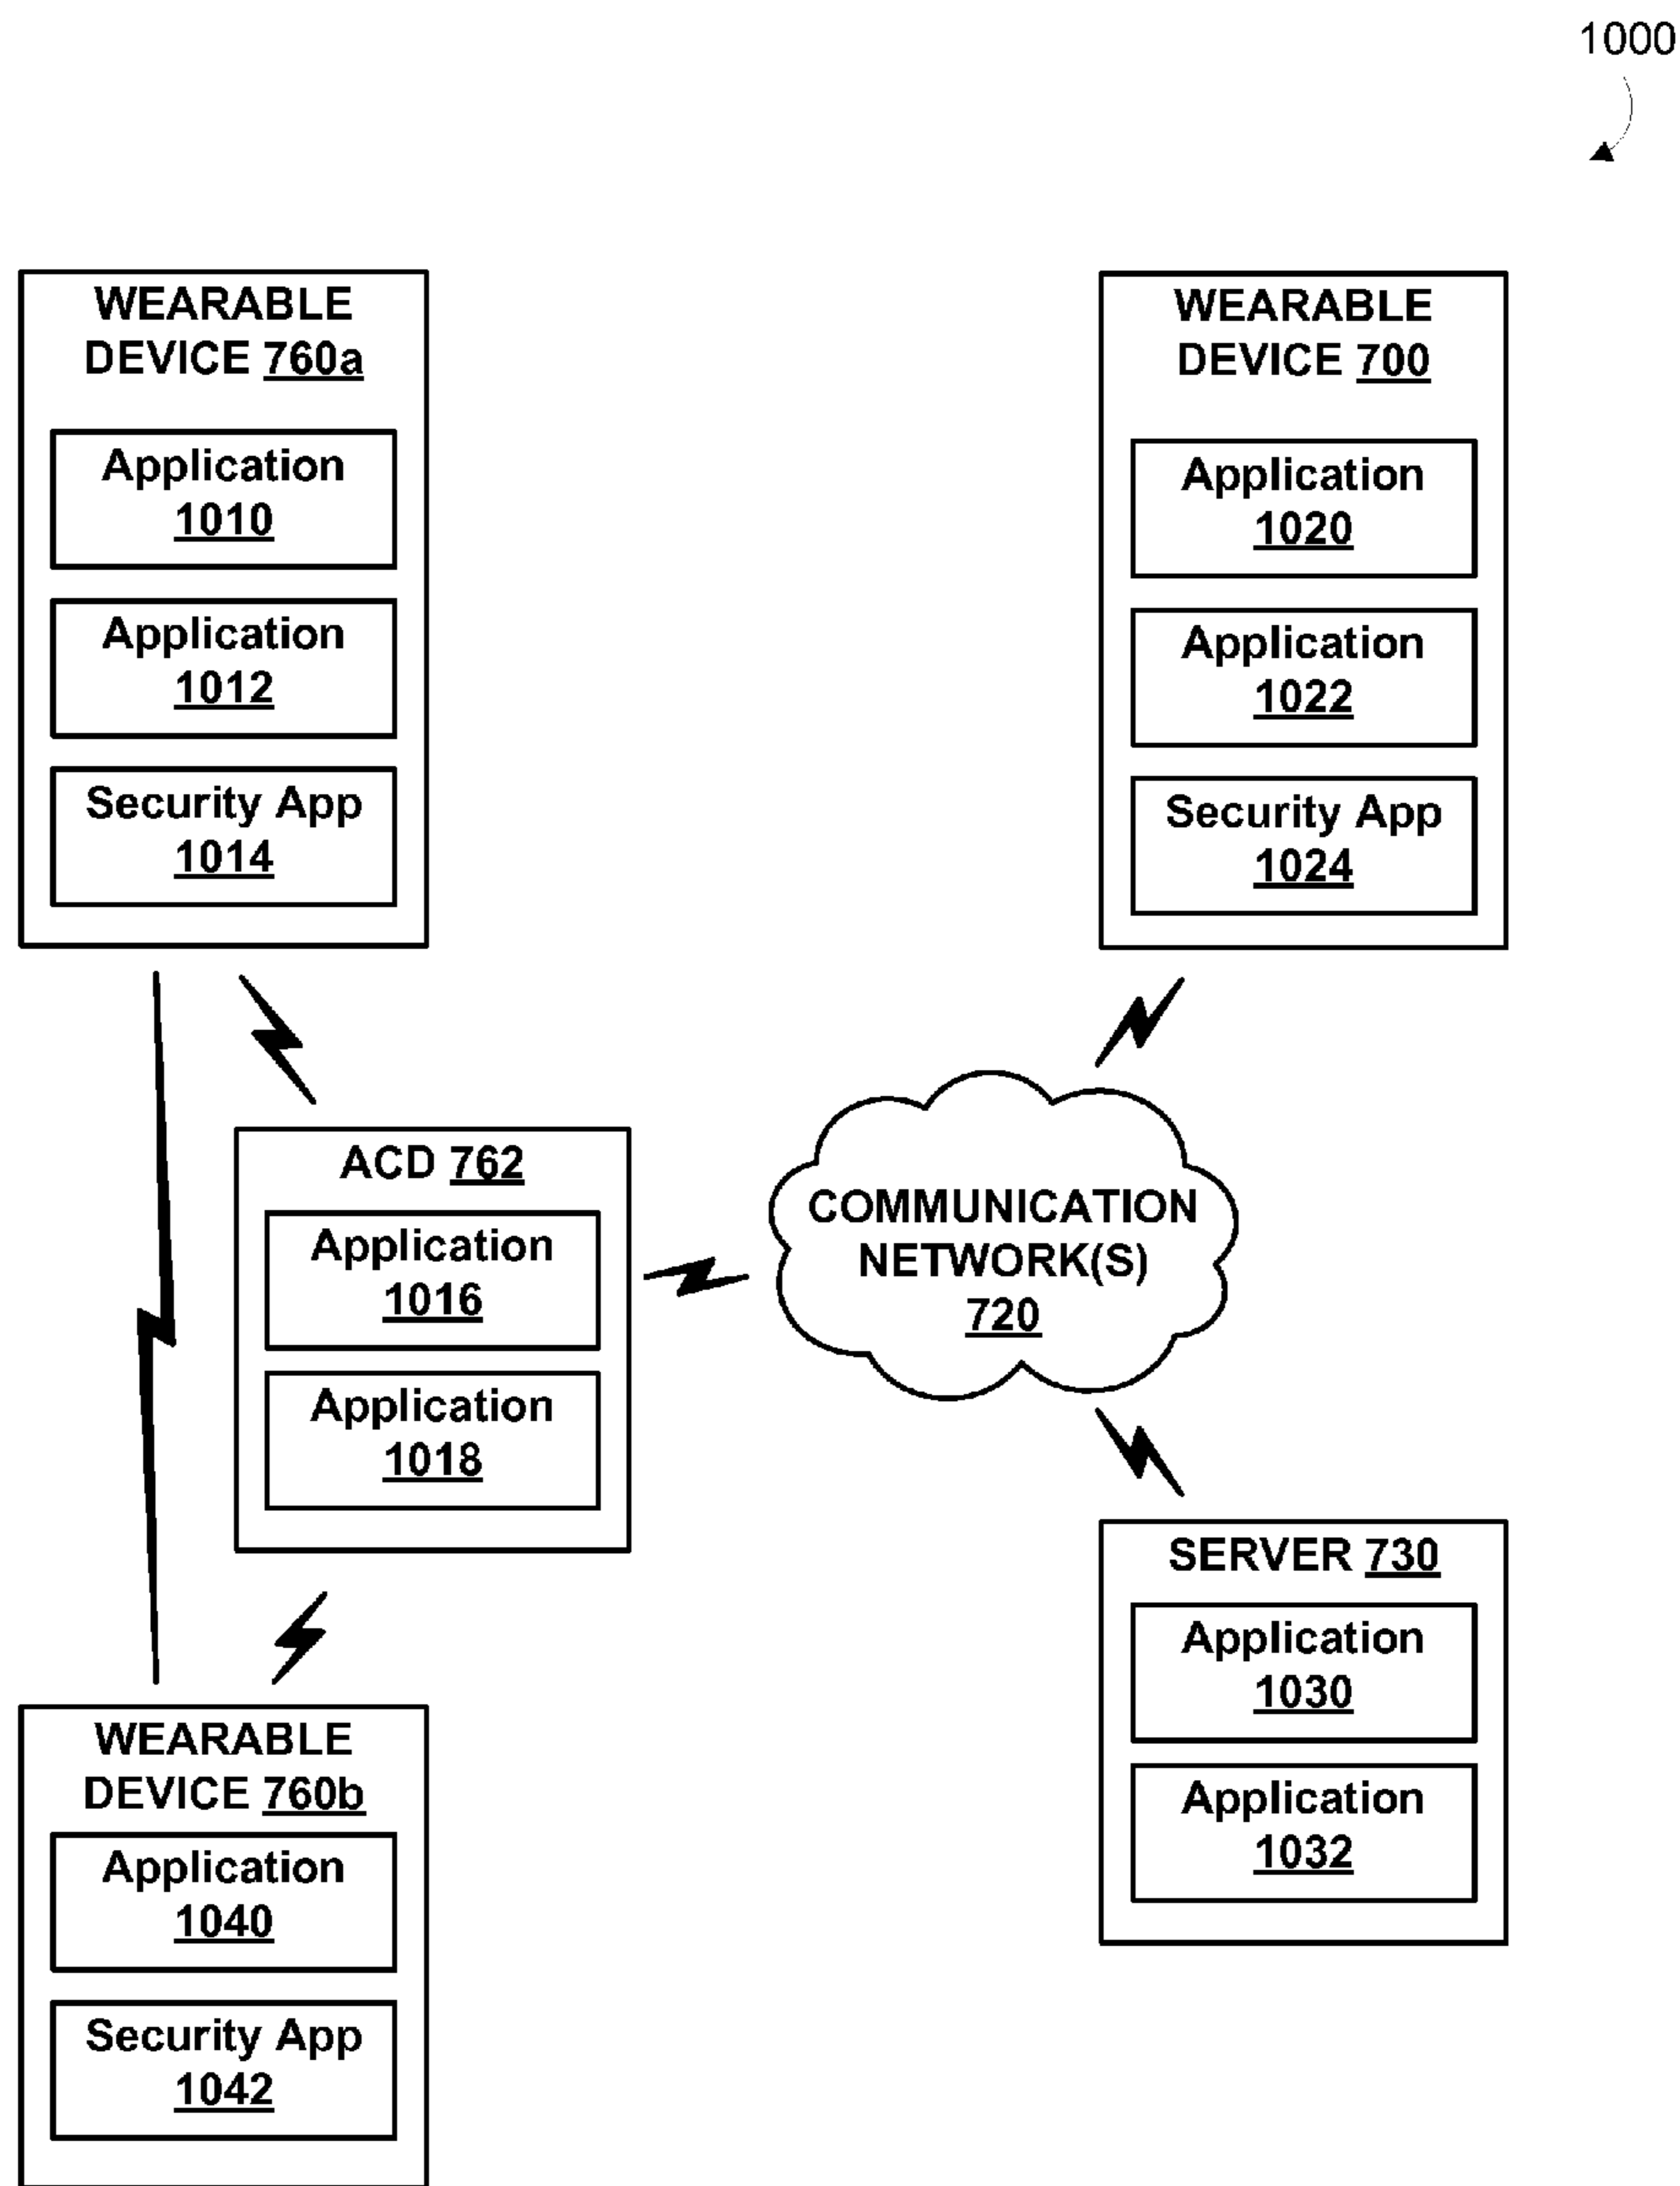 1000
WEARABLE
DEVICE 760a
Application
1010
Application
1012
Security App
1014
WEARABLE
DEVICE 700
Application
1020
Application
1022
Security App
1024
ACD 762
Application
1016
Application
1018
COMMUNICATION
NETWORK(S)
720
SERVER 730
Application
1030
Application
1032
WEARABLE
DEVICE 760b
Application
1040
Security App
1042